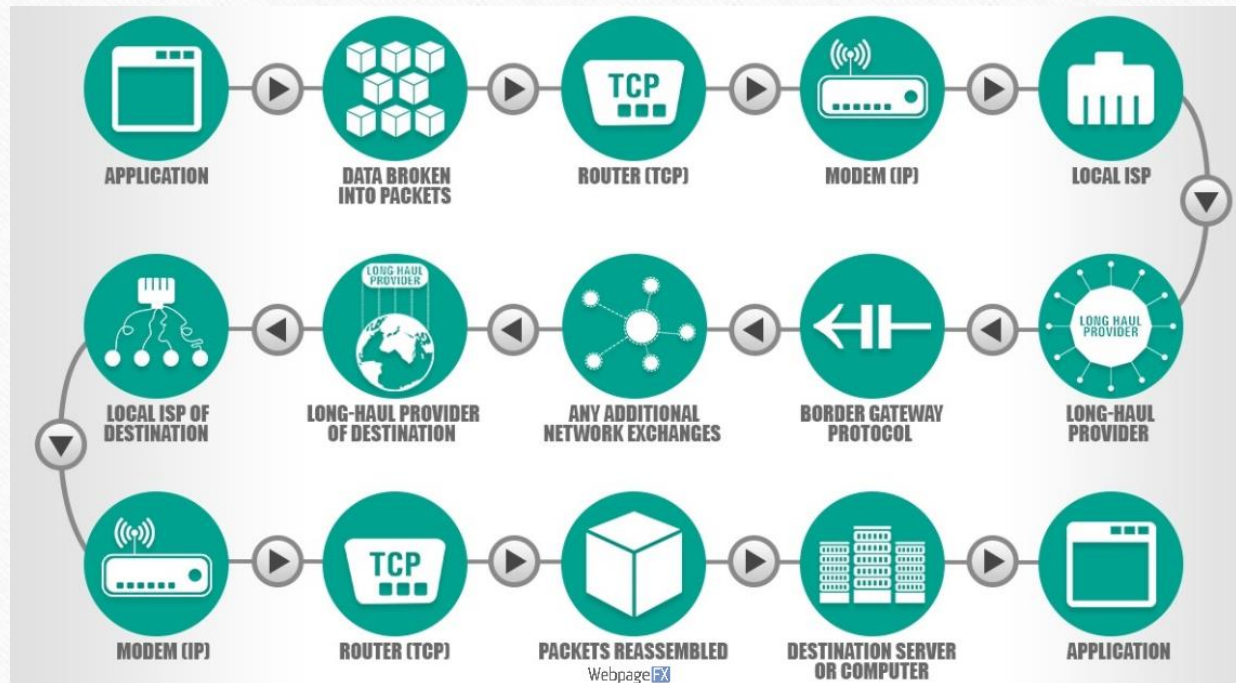 TCP
APPLICATION
DATA BROKEN
INTO PACKETS
ROUTER (TCP)
MODEM (IP)
LOCAL ISP
LONG HAUL
PROVIDER
LONG HAUL PROVIDER
LONG-HAUL
PROVIDER
BORDER GATEWAY
PROTOCOL
ANY ADDITIONAL
NETWORK EXCHANGES
LONG-HAUL PROVIDER
OF DESTINATION
LOCAL ISP OF
DESTINATION
TCP
MODEM (IP)
ROUTER (TCP)
PACKETS REASSEMBLED
DESTINATION SERVER
OR COMPUTER
APPLICATION
WebpageFX